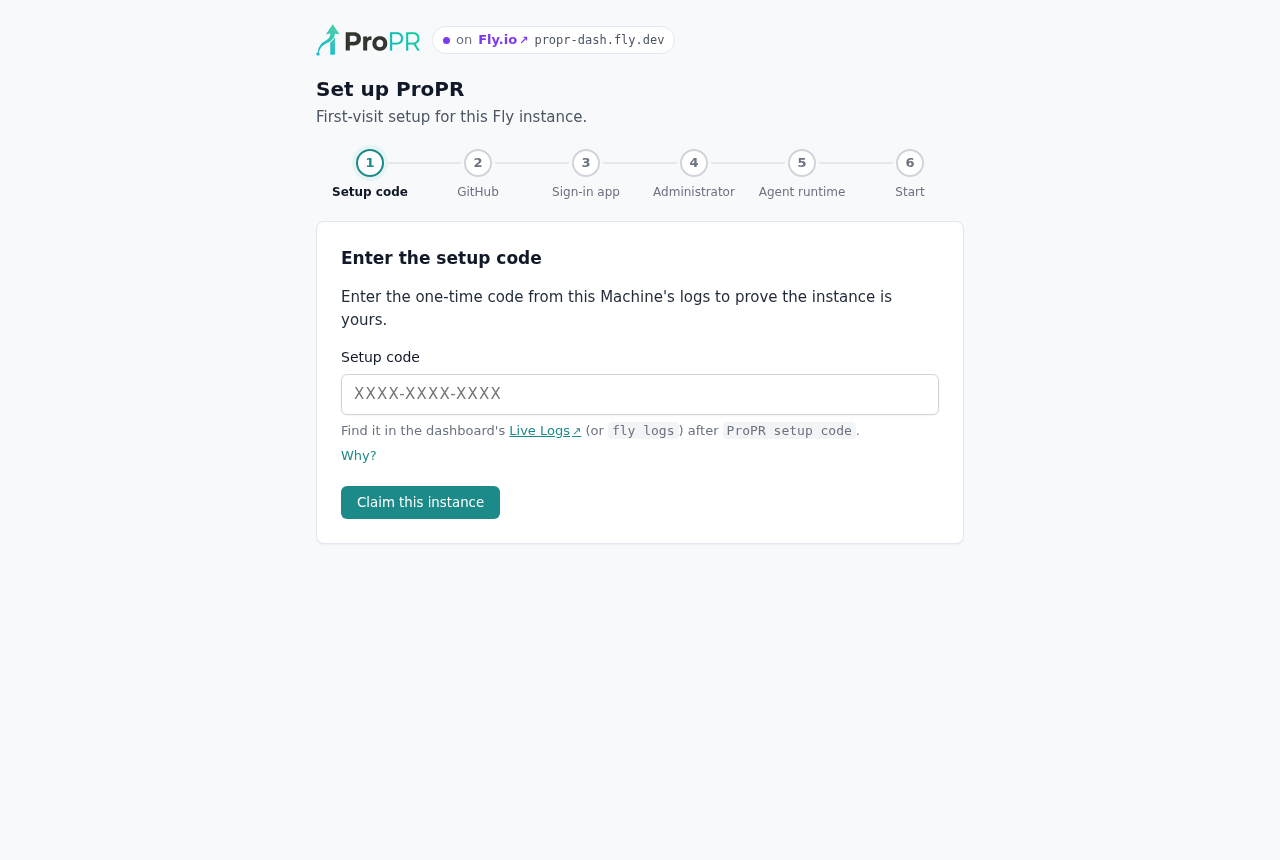 ProPR on Fly.io↗ propr-dash.fly.dev
Set up ProPR
First-visit setup for this Fly instance.
1 2 3 4 5 6
Setup code GitHub Sign-in app Administrator Agent runtime Start
Enter the setup code
Enter the one-time code from this Machine's logs to prove the instance is
yours.
Setup code
XXXX-XXXX-XXXX
Find it in the dashboard's Live Logs↗ (or fly logs) after ProPR setup code.
Why?
Claim this instance